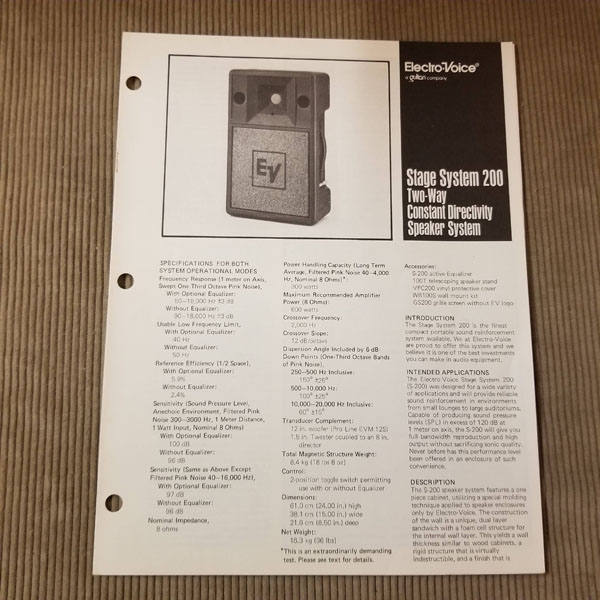 Electro-Voice®
a gulton company
Stage System 200
Two-Way
Constant Directivity
Speaker System
EV
SPECIFICATIONS FOR BOTH
SYSTEM OPERATIONAL MODES
Frequency Response (1 meter on Axis,
Swept One-Third Octave Pink Noise),
With Optional Equalizer:
50-18,000 Hz ±3 dB
Without Equalizer:
90-18,000 Hz ±3 dB
Usable Low Frequency Limit,
With Optional Equalizer:
40 Hz
Without Equalizer:
50 Hz
Reference Efficiency (1/2 Space),
With Optional Equalizer:
5.9%
Without Equalizer:
2.4%
Sensitivity (Sound Pressure Level,
Anechoic Environment, Filtered Pink
Noise 300-3000 Hz, 1 Meter Distance,
1 Watt Input, Nominal 8 Ohms)
With Optional Equalizer:
100 dB
Without Equalizer:
96 dB
Sensitivity (Same as Above Except
Filtered Pink Noise 40-16,000 Hz),
With Optional Equalizer:
97 dB
Without Equalizer:
96 dB
Nominal Impedance,
8 ohms
Power Handling Capacity (Long Term
Average, Filtered Pink Noise 40-4,000
Hz, Nominal 8 Ohms)*:
300 watts
Maximum Recommended Amplifier
Power (8 Ohms):
600 watts
Crossover Frequency:
2,000 Hz
Crossover Slope:
12 dB/octave
Dispersion Angle Included by 6-dB-
Down Points (One-Third Octave Bands
of Pink Noise),
250-500 Hz Inclusive:
150° ±25°
500-10,000 Hz:
100° ±25°
10,000-20,000 Hz Inclusive:
60° ±15°
Transducer Complement:
12 in. woofer (Pro Line EVM 12S)
1.5 in. Tweeter coupled to an 8 in.
director
Total Magnetic Structure Weight:
8.4 kg (18 lbs 8 oz)
Control:
2-position toggle switch permitting
use with or without Equalizer
Dimensions:
61.0 cm (24.00 in.) high
38.1 cm (15.00 in.) wide
21.6 cm (8.50 in.) deep
Net Weight:
16.3 kg (36 lbs)
*This is an extraordinarily demanding
test. Please see text for details.
Accessories:
S-200 active Equalizer
100T telescoping speaker stand
VPC200 vinyl protective cover
WB100S wall mount kit
GS200 grille screen without EV logo
INTRODUCTION
The Stage System 200 is the finest
compact portable sound reinforcement
system available. We at Electro-Voice
are proud to offer this system and we
believe it is one of the best investments
you can make in audio equipment.
INTENDED APPLICATIONS
The Electro-Voice Stage System 200
(S-200) was designed for a wide variety
of applications and will provide reliable
sound reinforcement in environments
from small lounges to large auditoriums.
Capable of producing sound pressure
levels (SPL) in excess of 120 dB at
1 meter on axis, the S-200 will give you
full bandwidth reproduction and high
output without sacrificing sonic quality.
Never before has this performance level
been offered in an enclosure of such
convenience.
DESCRIPTION
The S-200 speaker system features a one
piece cabinet, utilizing a special molding
technique applied to speaker enclosures
only by Electro-Voice. The construction
of the wall is a unique, dual layer
sandwich with a foam cell structure for
the internal wall layer. This yields a wall
thickness similar to wood cabinets, a
rigid structure that is virtually
indestructible, and a finish that is